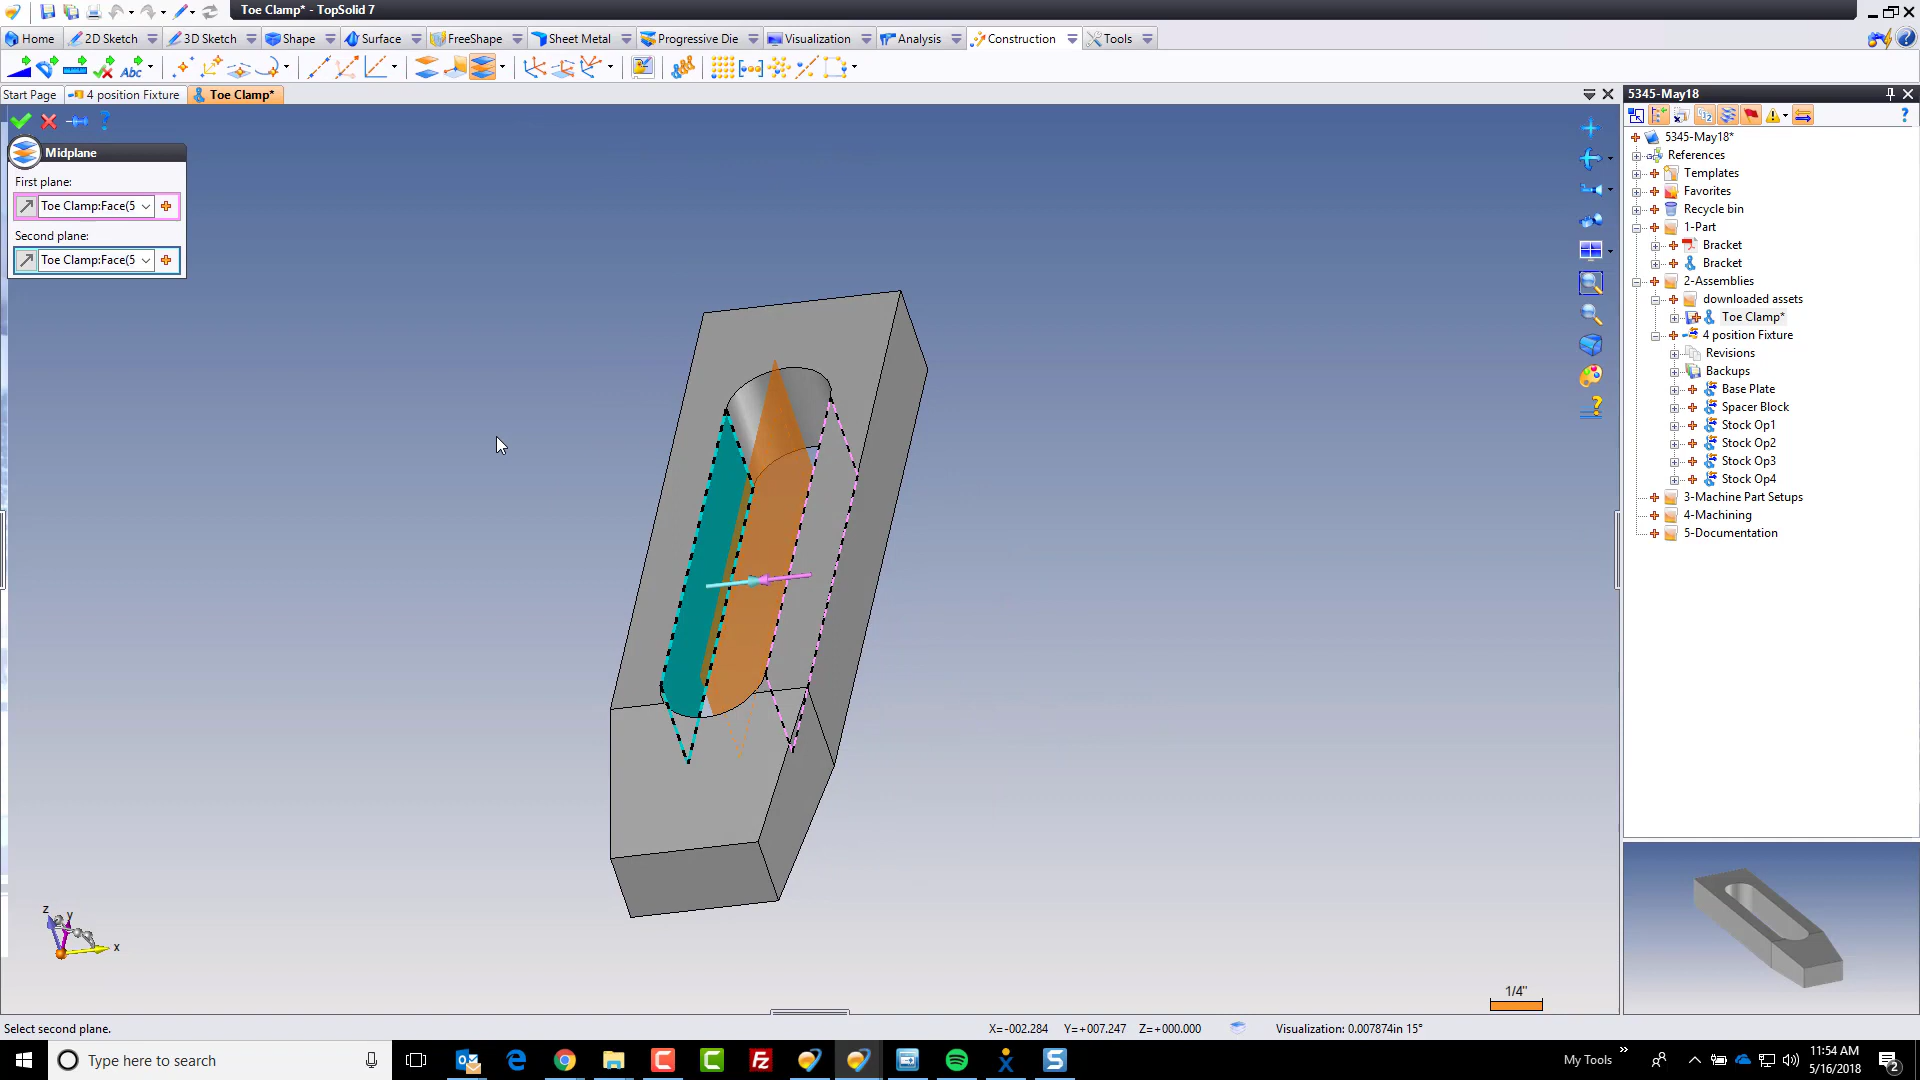 Toe Clamp* - TopSolid 7
Home 2D Sketch 3D Sketch Shape Surface FreeShape Sheet Metal Progressive Die Visualization Analysis Construction Tools
Abc
Start Page 4 position Fixture Toe Clamp*
5345-May18
Midplane
First plane:
Toe Clamp:Face(5
Second plane:
Toe Clamp:Face(5
5345-May18*
References
Templates
Favorites
Recycle bin
1-Part
Bracket
Bracket
2-Assemblies
downloaded assets
Toe Clamp*
4 position Fixture
Revisions
Backups
Base Plate
Spacer Block
Stock Op1
Stock Op2
Stock Op3
Stock Op4
3-Machine Part Setups
4-Machining
5-Documentation
z y x
1/4"
Select second plane.
X=-002.284 Y=+007.247 Z=+000.000 Visualization: 0.007874in 15°
Type here to search
My Tools
11:54 AM
5/16/2018
2